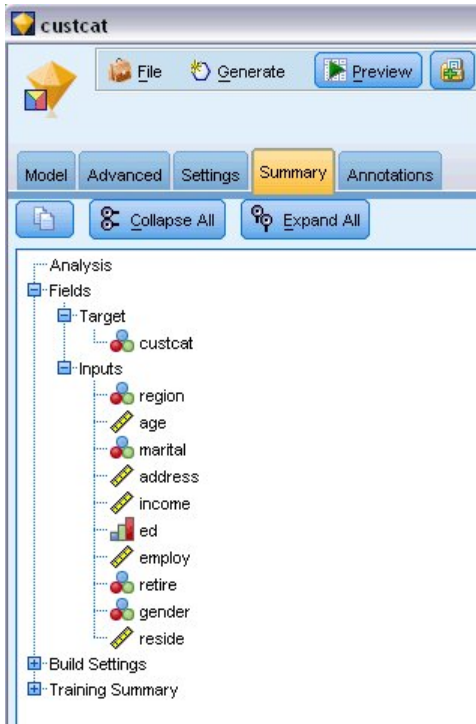 custcat
File Generate Preview
Model Advanced Settings Summary Annotations
Collapse All Expand All
Analysis
Fields
Target
custcat
Inputs
region
age
marital
address
income
ed
employ
retire
gender
reside
Build Settings
Training Summary